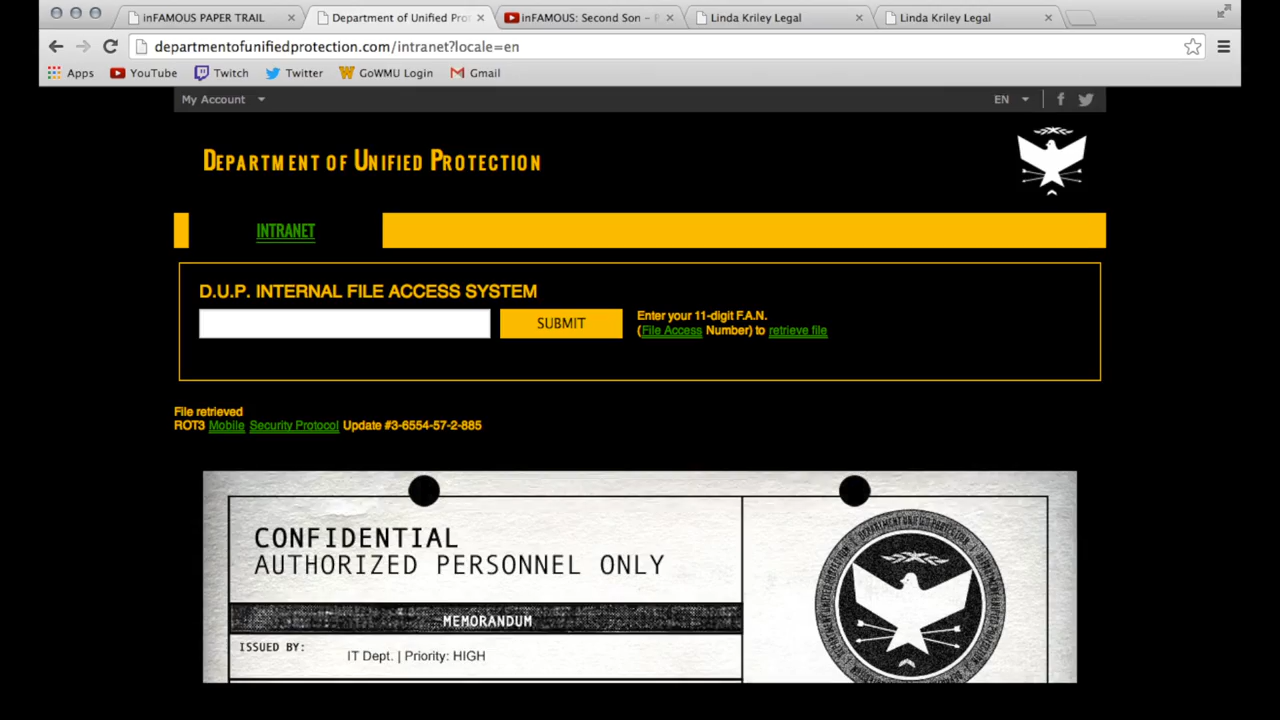 inFAMOUS PAPER TRAIL
Department of Unified Pro
inFAMOUS: Second Son - P
Linda Kriley Legal
Linda Kriley Legal
departmentofunifiedprotection.com/intranet?locale=en
Apps YouTube Twitch Twitter GoWMU Login Gmail
My Account EN
DEPARTMENT OF UNIFIED PROTECTION
INTRANET
D.U.P. INTERNAL FILE ACCESS SYSTEM
SUBMIT
Enter your 11-digit F.A.N.
(File Access Number) to retrieve file
File retrieved
ROT3 Mobile Security Protocol Update #3-6554-57-2-885
CONFIDENTIAL
AUTHORIZED PERSONNEL ONLY
MEMORANDUM
ISSUED BY: IT Dept. | Priority: HIGH
DEPARTMENT UNIFIED PROTECTION